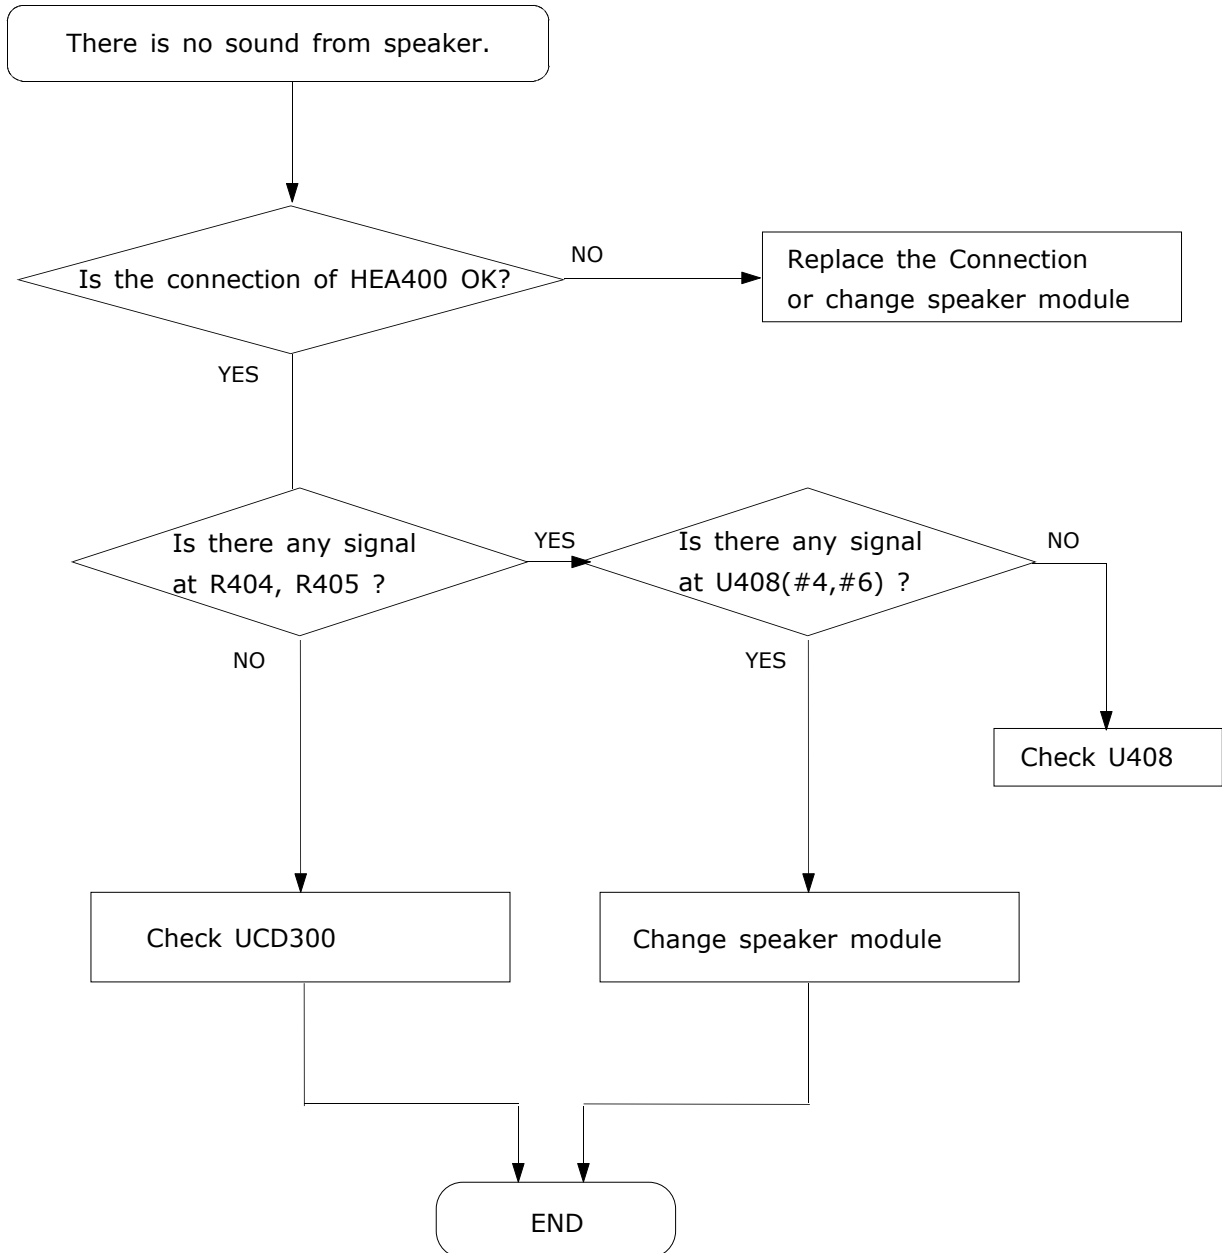 There is no sound from speaker.
Is the connection of HEA400 OK?
NO
Replace the Connection
or change speaker module
YES
Is there any signal
at R404, R405 ?
YES
Is there any signal
at U408(#4,#6) ?
NO
NO
YES
Check U408
Check UCD300
Change speaker module
END